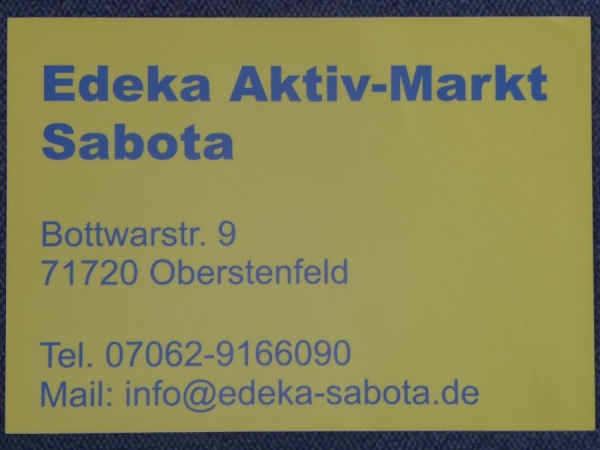 Edeka Aktiv-Markt
Sabota
Bottwarstr. 9
71720 Oberstenfeld
Tel. 07062-9166090
Mail: info@edeka-sabota.de